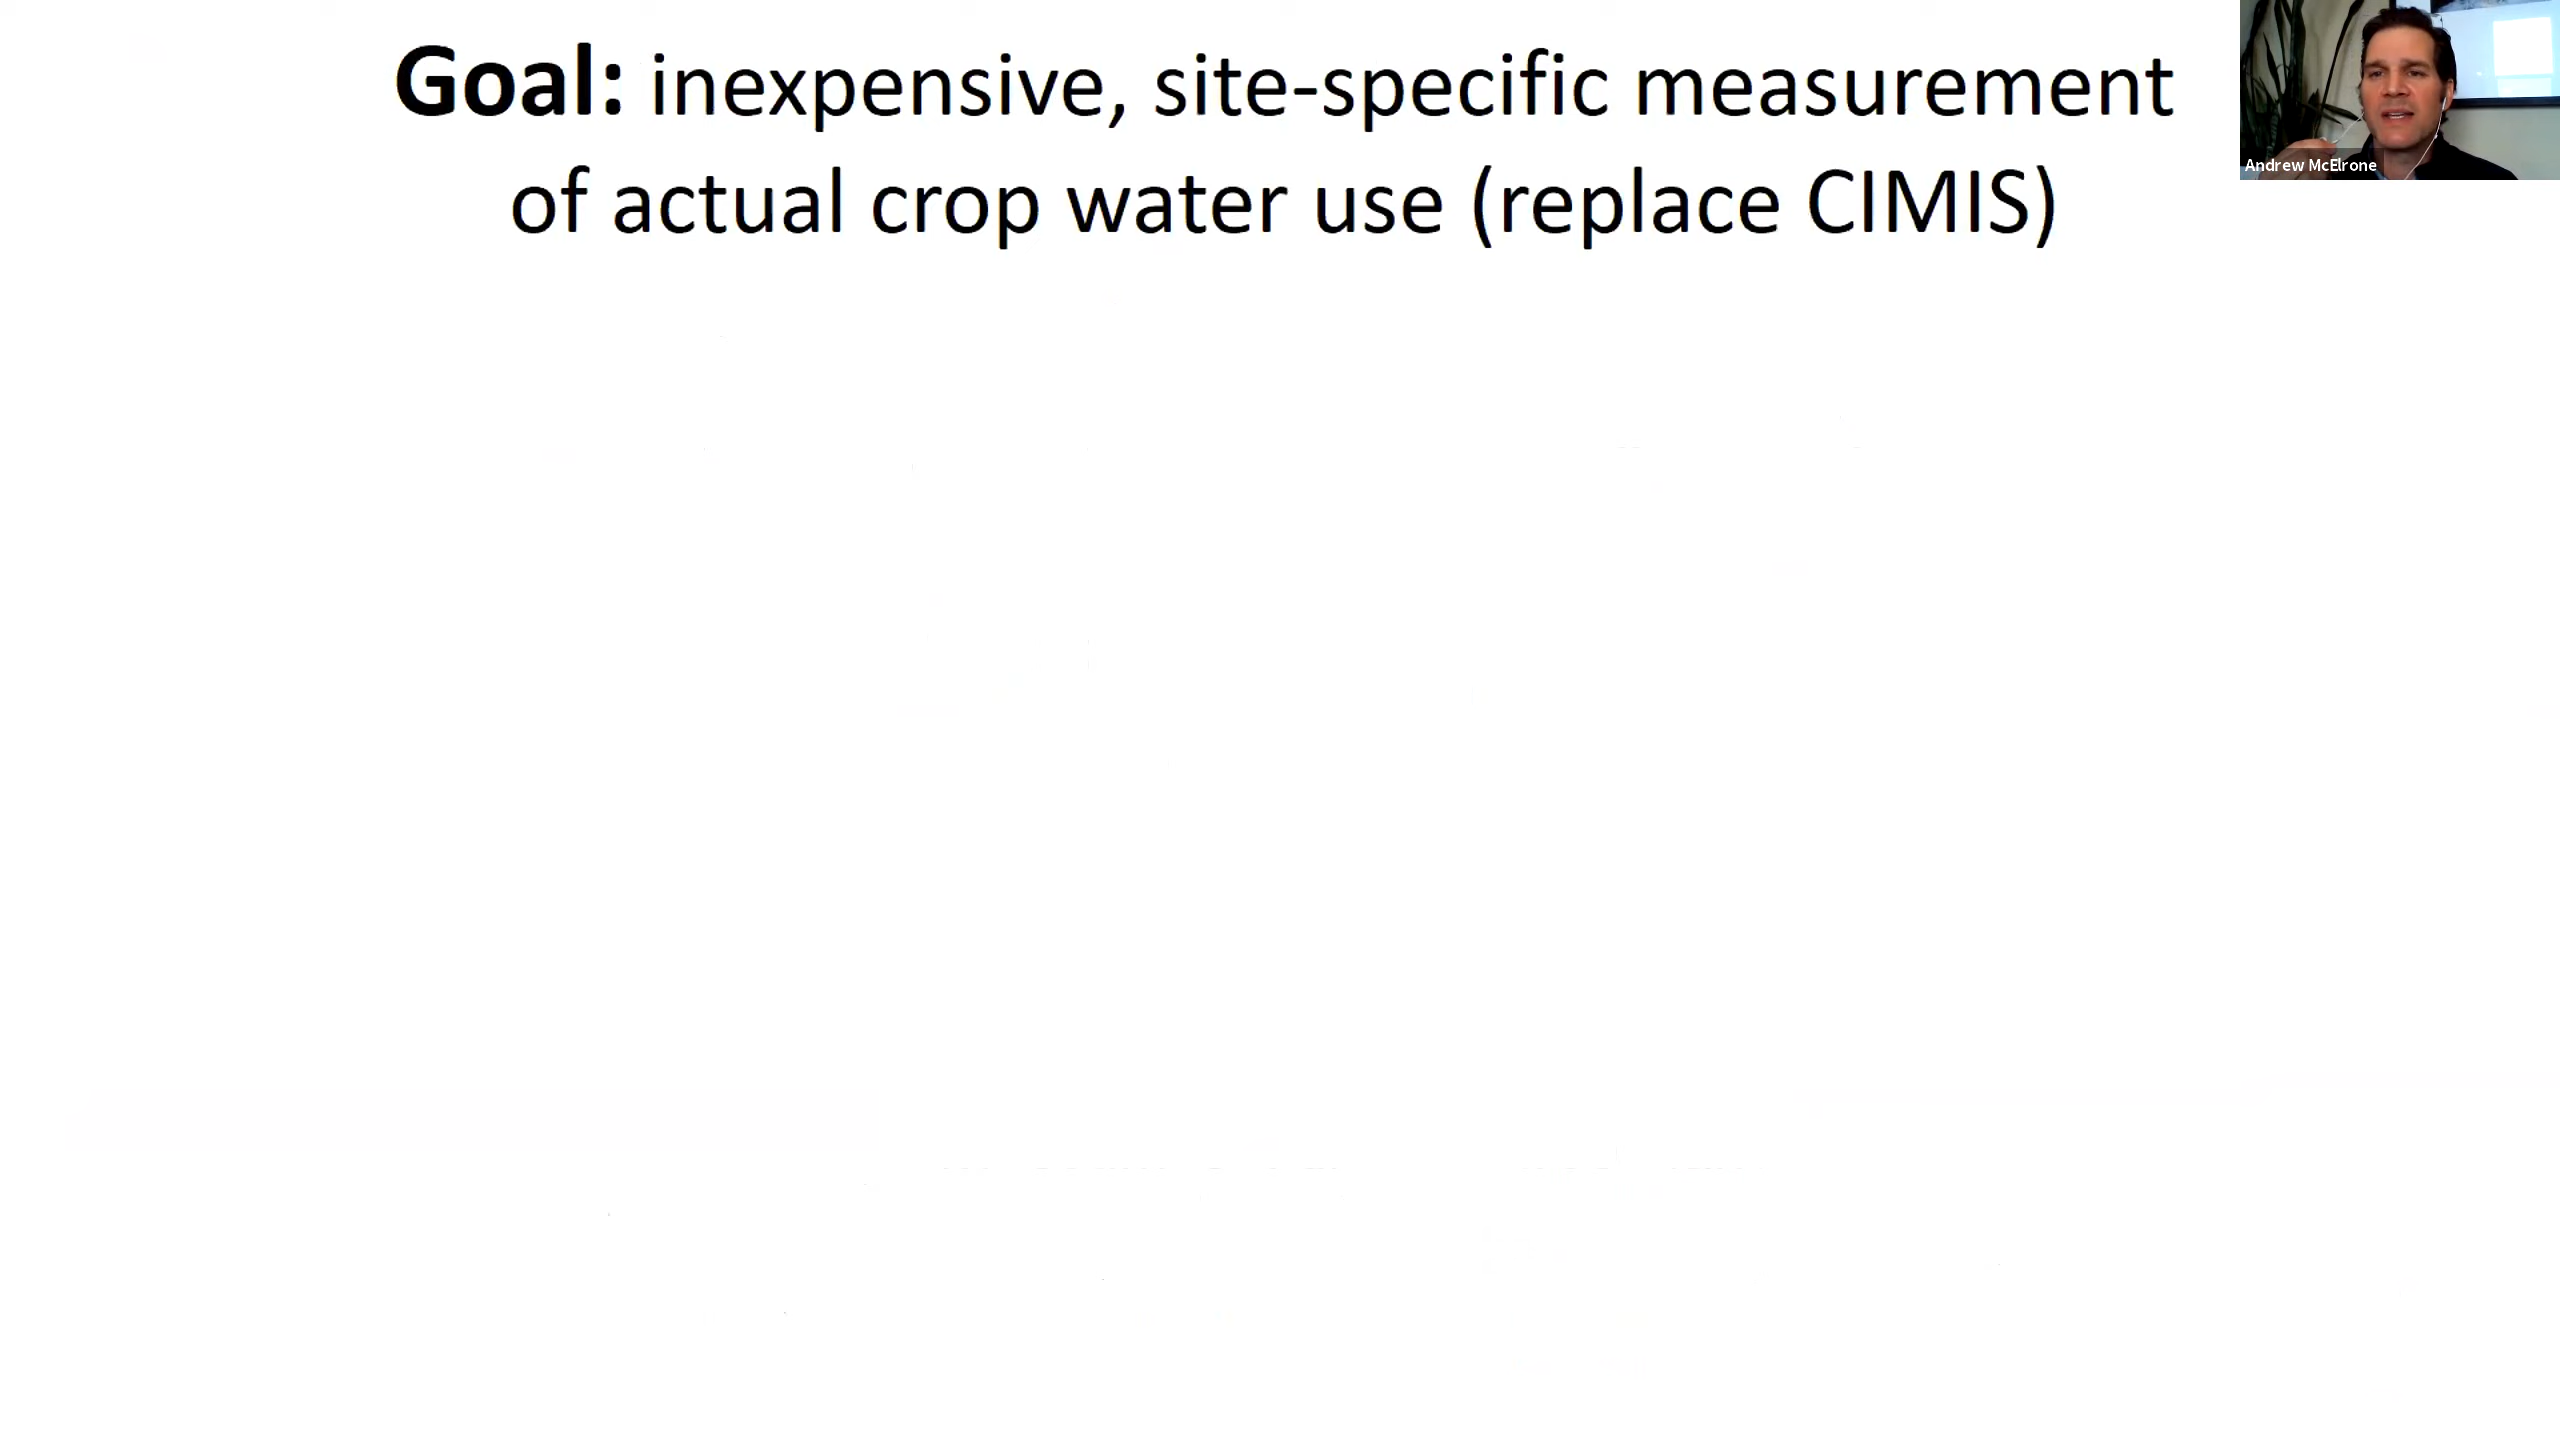 Goal: inexpensive, site-specific measurement
of actual crop water use (replace CIMIS)
Andrew McElrone